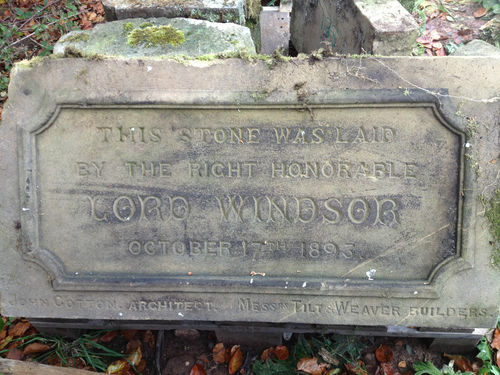 THIS STONE WAS LAID
BY THE RIGHT HONORABLE
LORD WINDSOR
OCTOBER 17TH 1893
JOHN COTTON. ARCHITECT. MESSRS TILT & WEAVER BUILDERS.